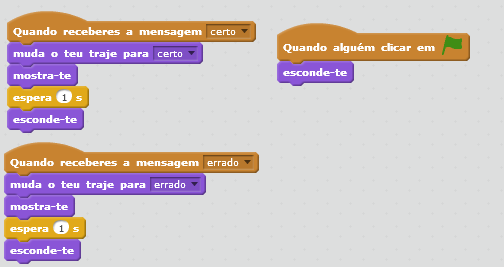 Quando receberes a mensagem certo
muda o teu traje para certo
mostra-te
espera 1 s
esconde-te
Quando alguém clicar em
esconde-te
Quando receberes a mensagem errado
muda o teu traje para errado
mostra-te
espera 1 s
esconde-te